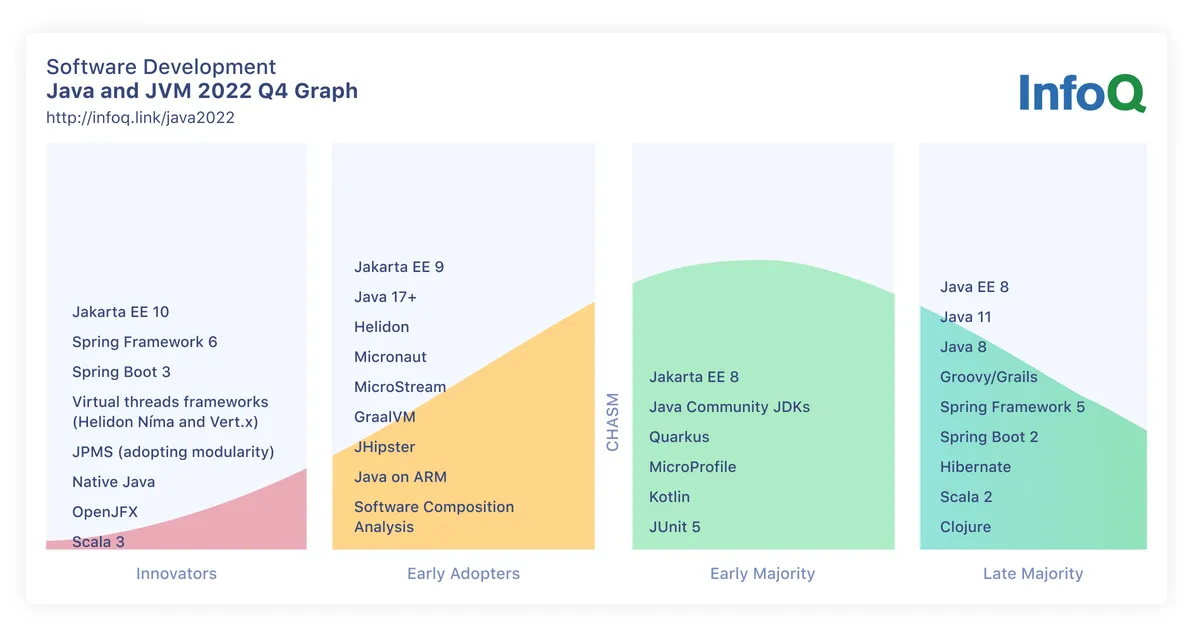 Software Development
Java and JVM 2022 Q4 Graph
http://infoq.link/java2022
InfoQ
Jakarta EE 10
Spring Framework 6
Spring Boot 3
Virtual threads frameworks
(Helidon Níma and Vert.x)
JPMS (adopting modularity)
Native Java
OpenJFX
Scala 3
Innovators
Jakarta EE 9
Java 17+
Helidon
Micronaut
MicroStream
GraalVM
JHipster
Java on ARM
Software Composition
Analysis
Early Adopters
CHASM
Jakarta EE 8
Java Community JDKs
Quarkus
MicroProfile
Kotlin
JUnit 5
Early Majority
Java EE 8
Java 11
Java 8
Groovy/Grails
Spring Framework 5
Spring Boot 2
Hibernate
Scala 2
Clojure
Late Majority